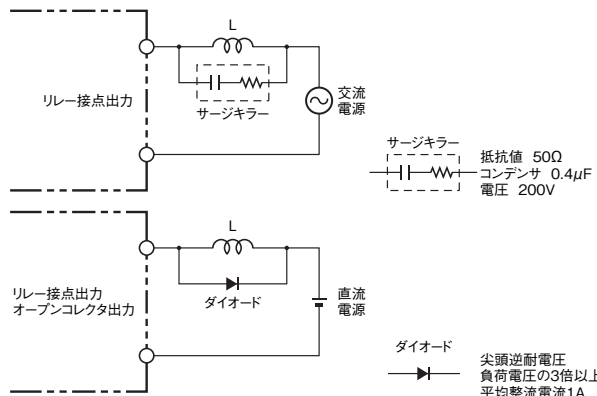 L
リレー接点出力
サージキラー
交流
電源
サージキラー
抵抗値 50Ω
コンデンサ 0.4μF
電圧 200V
L
リレー接点出力
オープンコレクタ出力
ダイオード
直流
電源
ダイオード
尖頭逆耐電圧
負荷電圧の3倍以上
平均整流電流1A